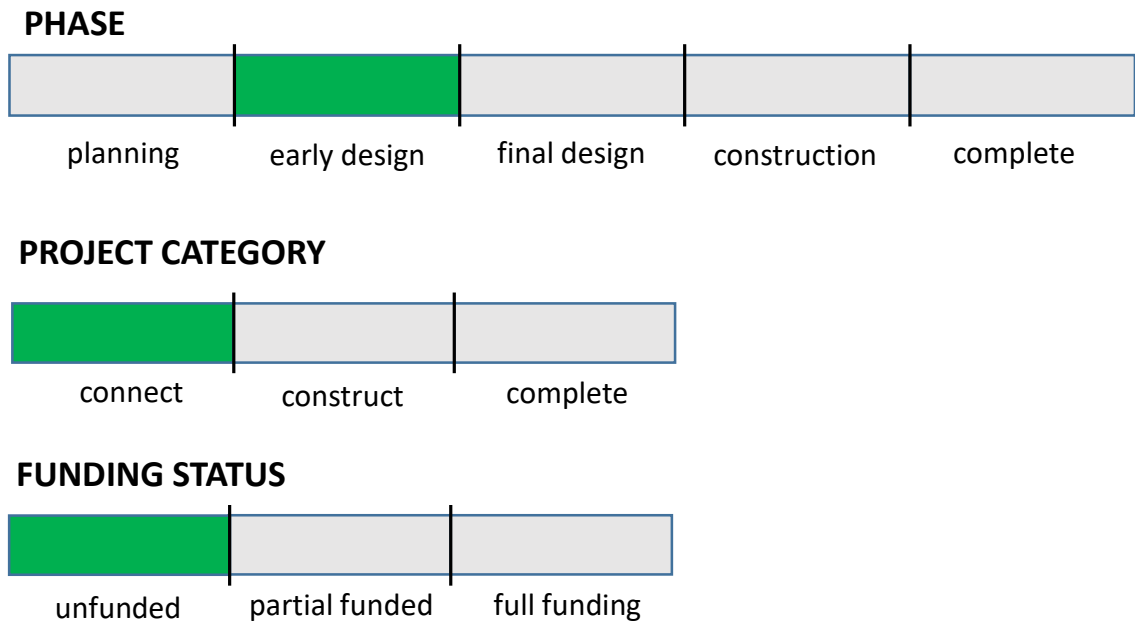 PHASE
planning early design final design construction complete
PROJECT CATEGORY
connect construct complete
FUNDING STATUS
unfunded partial funded full funding